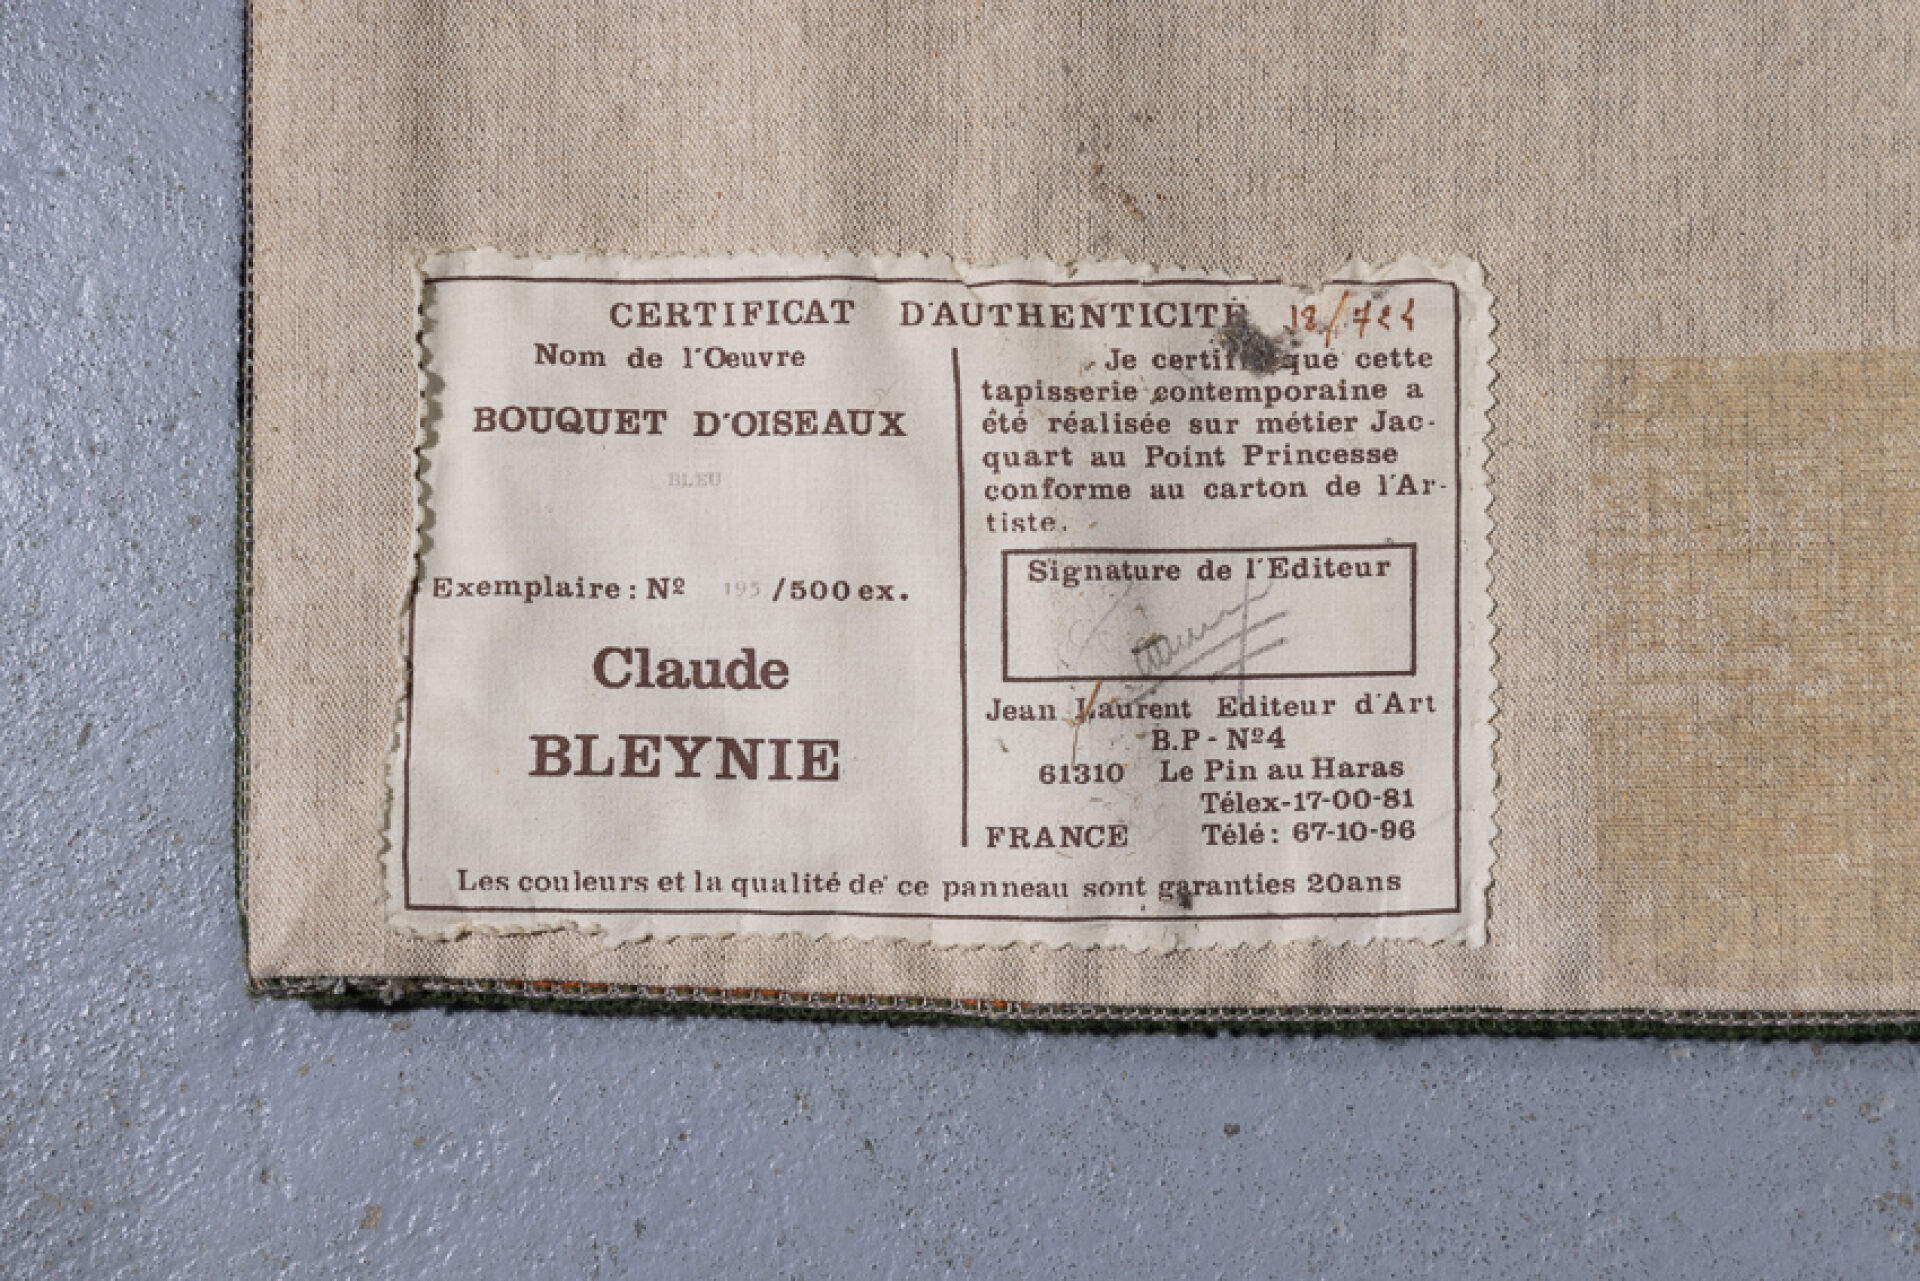 CERTIFICAT D'AUTHENTICITÉ
Nom de l'Oeuvre
BOUQUET D'OISEAUX
BLEU
Exemplaire : Nº 195 /500 ex.
Claude
BLEYNIE
Je que cette
tapisserie contemporaine a
été réalisée sur métier Jac-
quart au Point Princesse
conforme au carton de l'Ar-
tiste.
Signature de l'Editeur
Jean Laurent Editeur d'Art
B.P - Nº4
61310 Le Pin au Haras
Télex-17-00-81
FRANCE Télé: 67-10-96
Les couleurs et la qualité de ce panneau sont garanties 20ans